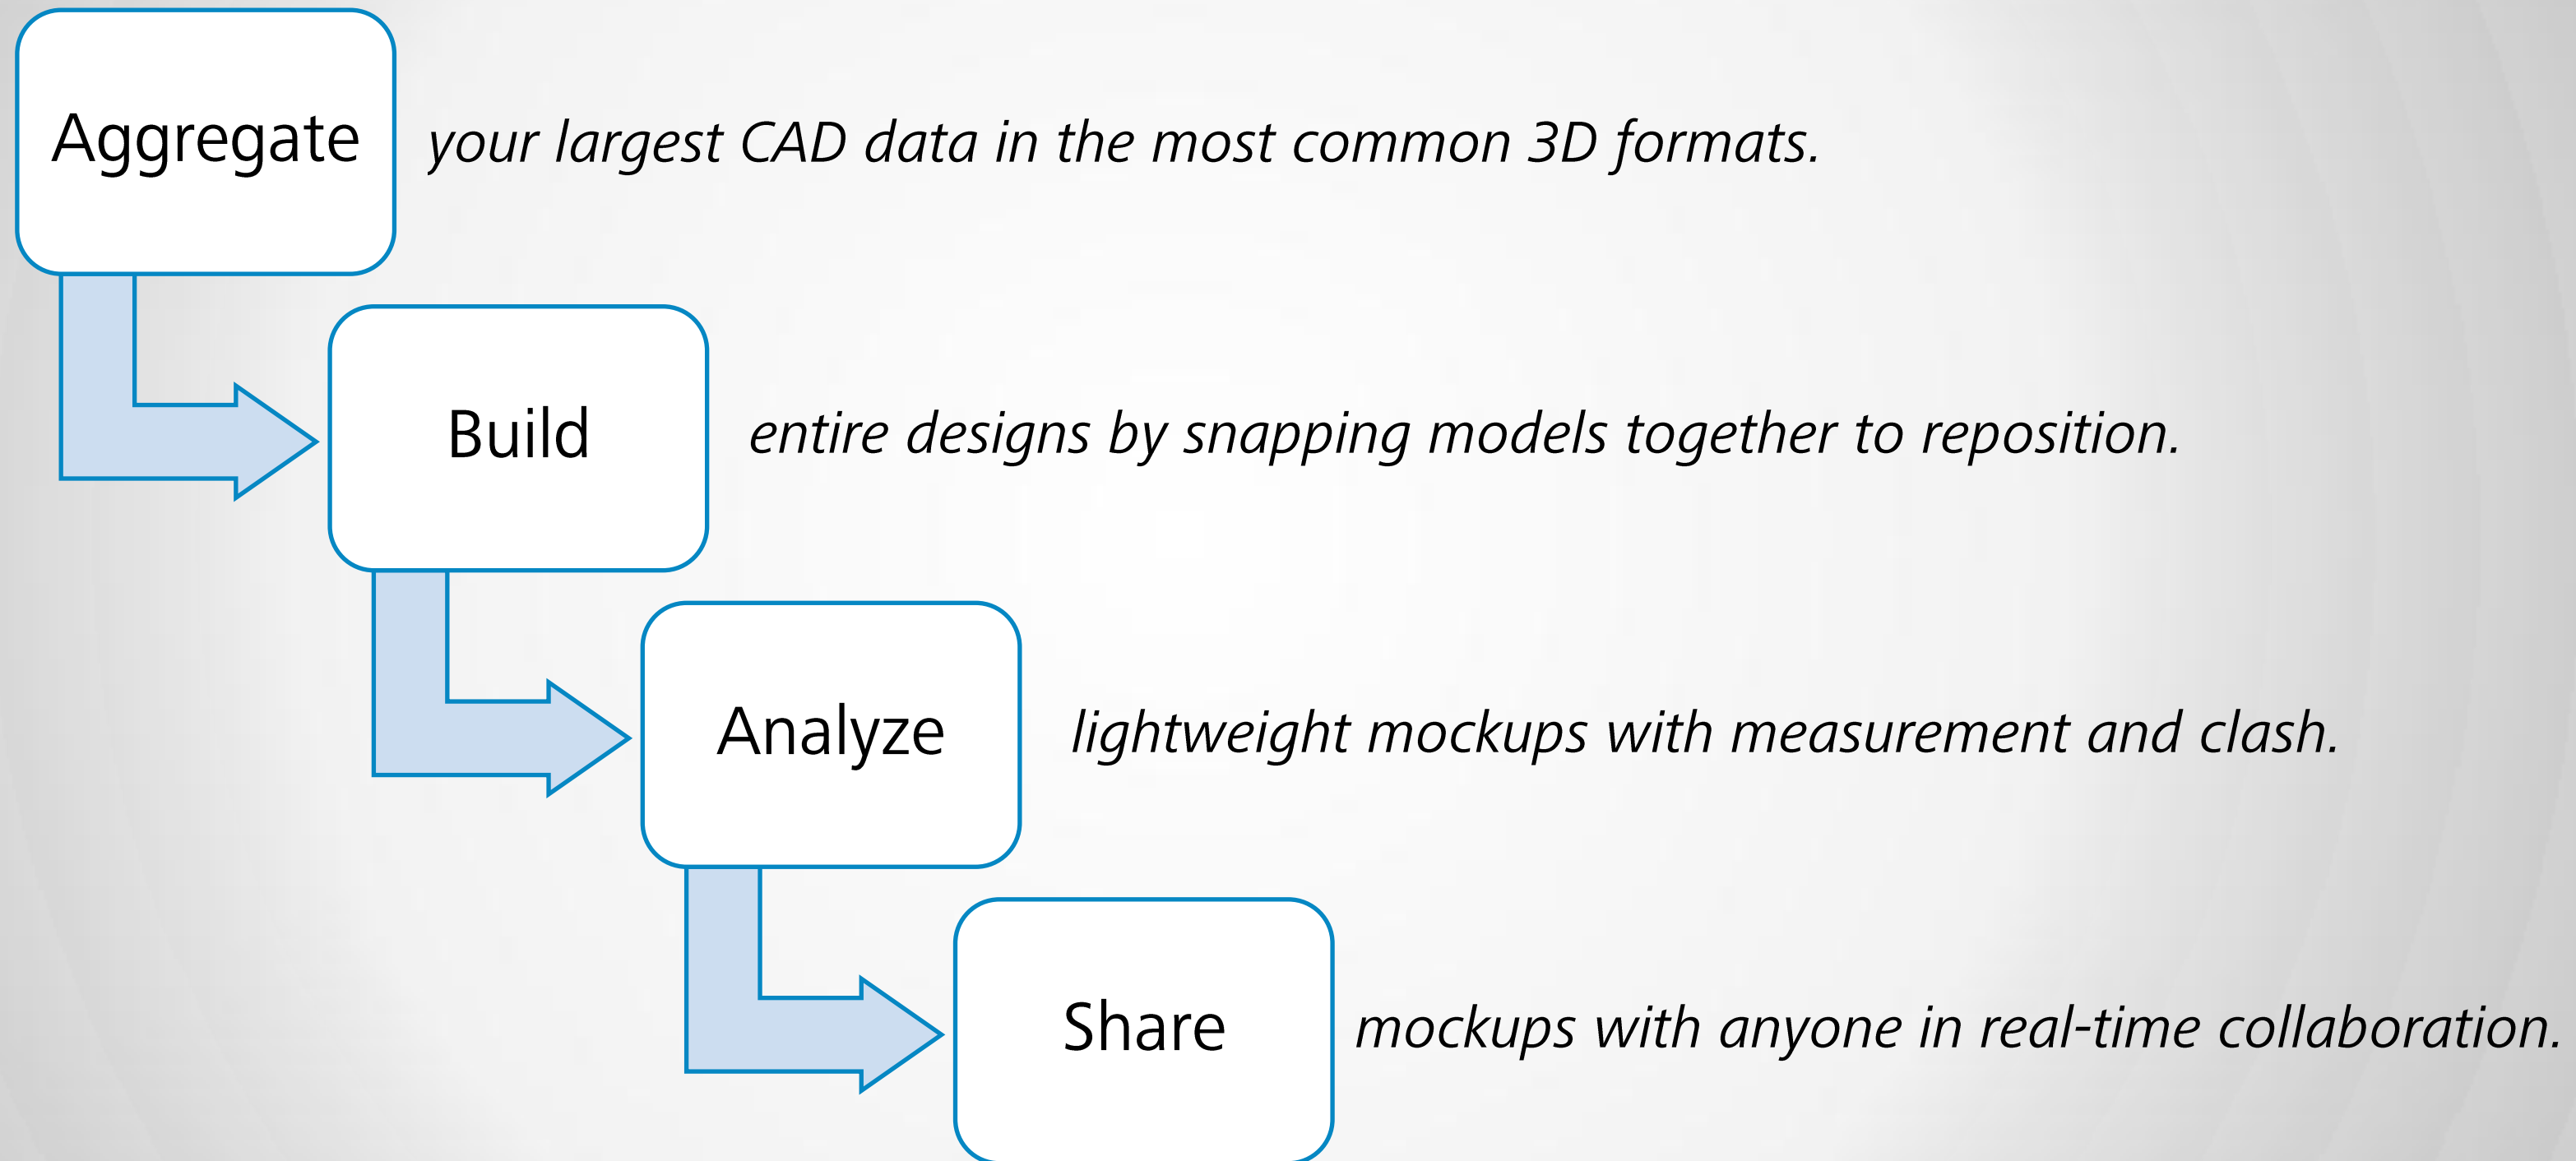 Aggregate your largest CAD data in the most common 3D formats.
Build entire designs by snapping models together to reposition.
Analyze lightweight mockups with measurement and clash.
Share mockups with anyone in real-time collaboration.